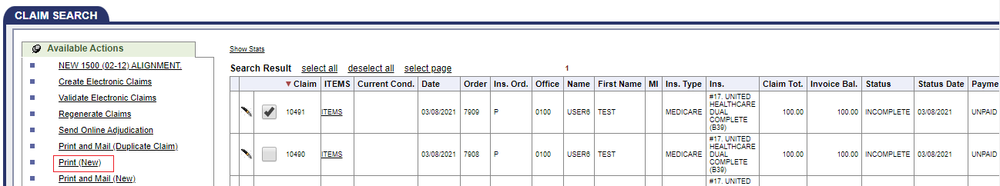 CLAIM SEARCH
Available Actions
NEW 1500 (02-12) ALIGNMENT.
Create Electronic Claims
Validate Electronic Claims
Regenerate Claims
Send Online Adjudication
Print and Mail (Duplicate Claim)
Print (New)
Print and Mail (New)
Show Stats
Search Result select all deselect all select page 1
Claim ITEMS Current Cond. Date Order Ins. Ord. Office Name First Name MI Ins. Type Ins. Claim Tot. Invoice Bal. Status Status Date Payme
10491 ITEMS 03/08/2021 7909 P 0100 USER6 TEST MEDICARE #17. UNITED
HEALTHCARE
DUAL
COMPLETE
(B39) 100.00 100.00 INCOMPLETE 03/08/2021 UNPAID
10490 ITEMS 03/08/2021 7908 P 0100 USER6 TEST MEDICARE #17. UNITED
HEALTHCARE
DUAL
COMPLETE
(B39) 100.00 100.00 INCOMPLETE 03/08/2021 UNPAID
#17. UNITED